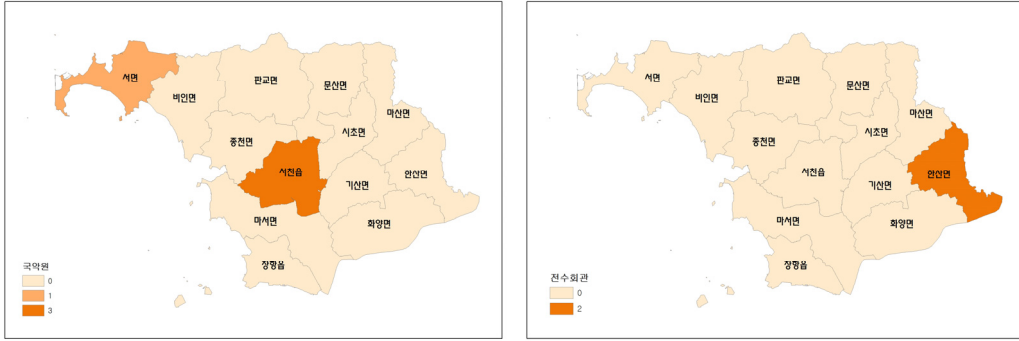 서면
판교면
문산면
비인면
마산면
종천면
시초면
서천읍
기산면
한산면
마서면
화양면
장항읍
국악원
0
1
3
서면
판교면
문산면
비인면
마산면
종천면
시초면
서천읍
기산면
한산면
마서면
화양면
장항읍
전수회관
0
2